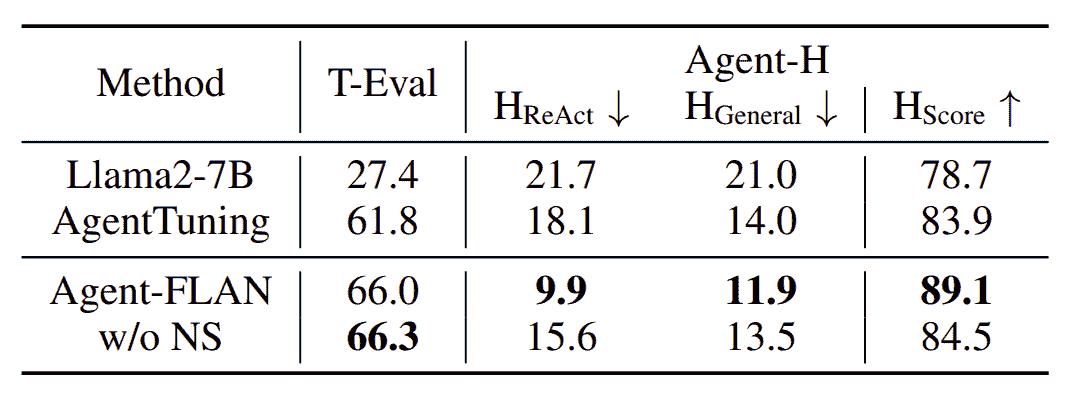 Method T-Eval Agent-H
H_ReAct ↓ H_General ↓ H_Score ↑
Llama2-7B 27.4 21.7 21.0 78.7
AgentTuning 61.8 18.1 14.0 83.9
Agent-FLAN 66.0 9.9 11.9 89.1
w/o NS 66.3 15.6 13.5 84.5